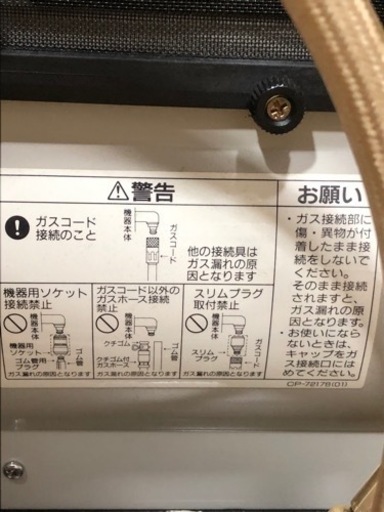 ⚠警告
ガスコード
接続のこと
機器本体
ガスコード
他の接続具は
ガス漏れの原
因となります
機器用ソケット
接続禁止
機器本体
機器用
ソケット
ゴム管用
プラグ
ゴム管
ガス漏れの原因となります
ガスコード以外の
ガスホース接続
禁止
機器本体
クチゴム
ゴム管
クチゴム付
ガスホース
ガス漏れの原因となります
スリムプラグ
取付禁止
機器本体
スリム
プラグ
ガスコード
ガス漏れの原因となります
お願い
・ガス接続部に
傷・異物が付
着したまま接
続をしないで
ください。
そのまま接続
されますと、
ガス漏れの原
因となります。
・お使いになら
ないときは、
キャップをガ
ス接続口には
めてください。
CP-72178(01)